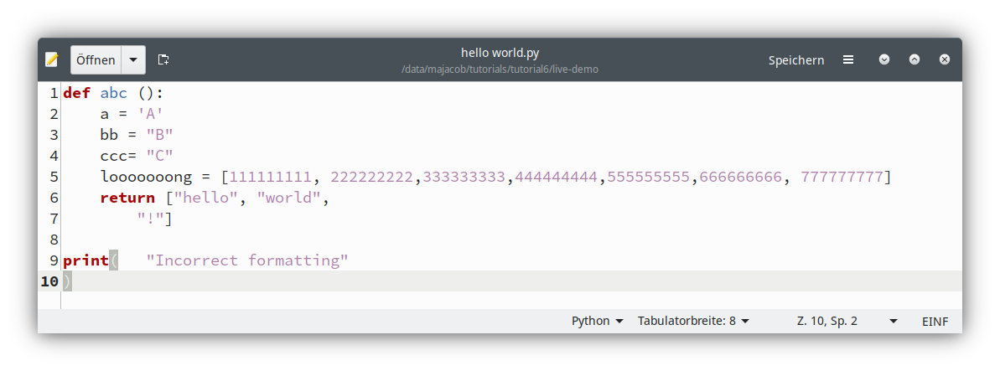 Öffnen
hello world.py
/data/majacob/tutorials/tutorial6/live-demo
Speichern
1 def abc ():
2     a = 'A'
3     bb = "B"
4     ccc= "C"
5     looooooong = [111111111, 222222222,333333333,444444444,555555555,666666666, 777777777]
6     return ["hello", "world",
7         "!"]
8
9 print(   "Incorrect formatting"
10 )
Python Tabulatorbreite: 8 Z. 10, Sp. 2 EINF